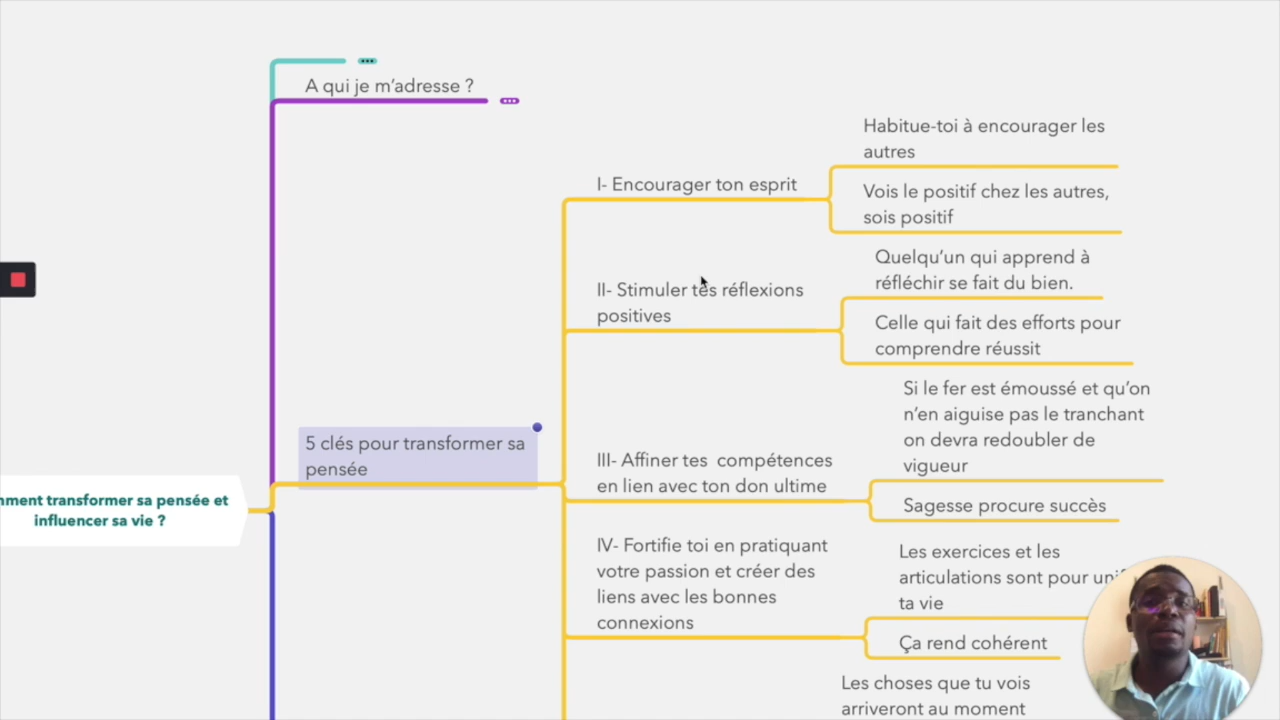 A qui je m'adresse ?
Habitue-toi à encourager les
autres
I- Encourager ton esprit
Vois le positif chez les autres,
sois positif
Quelqu'un qui apprend à
réfléchir se fait du bien.
II- Stimuler tes réflexions
positives
Celle qui fait des efforts pour
comprendre réussit
Si le fer est émoussé et qu'on
n'en aiguise pas le tranchant
on devra redoubler de
vigueur
5 clés pour transformer sa
pensée
III- Affiner tes  compétences
en lien avec ton don ultime
Sagesse procure succès
transformer sa pensée et
influencer sa vie ?
IV- Fortifie toi en pratiquant
votre passion et créer des
liens avec les bonnes
connexions
Les exercices et les
articulations sont pour
ta vie
Ça rend cohérent
Les choses que tu vois
arriveront au moment